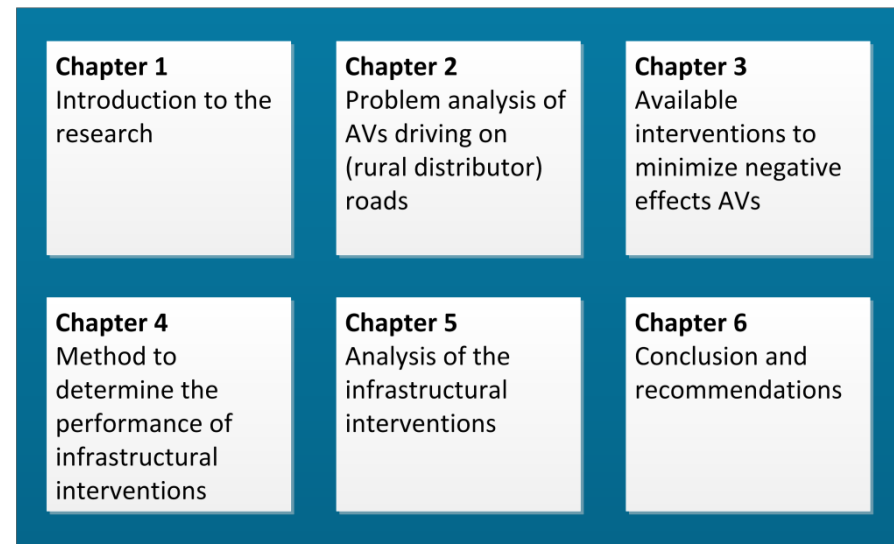 Chapter 1
Introduction to the
research
Chapter 2
Problem analysis of
AVs driving on
(rural distributor)
roads
Chapter 3
Available
interventions to
minimize negative
effects AVs
Chapter 4
Method to
determine the
performance of
infrastructural
interventions
Chapter 5
Analysis of the
infrastructural
interventions
Chapter 6
Conclusion and
recommendations